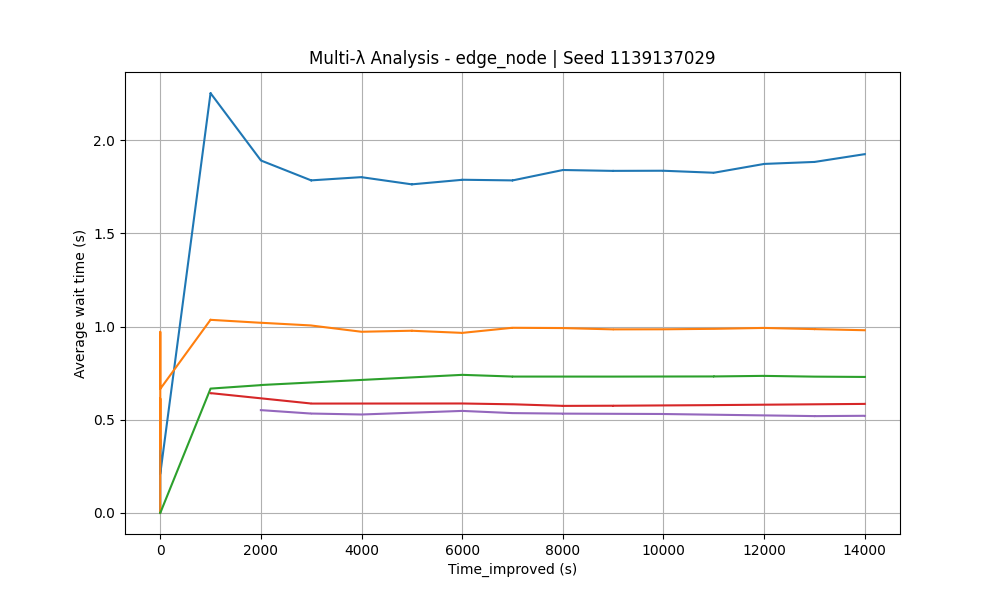 Multi-λ Analysis - edge_node | Seed 1139137029
Average wait time (s)
2.0
1.5
1.0
0.5
0.0
0 2000 4000 6000 8000 10000 12000 14000
Time_improved (s)